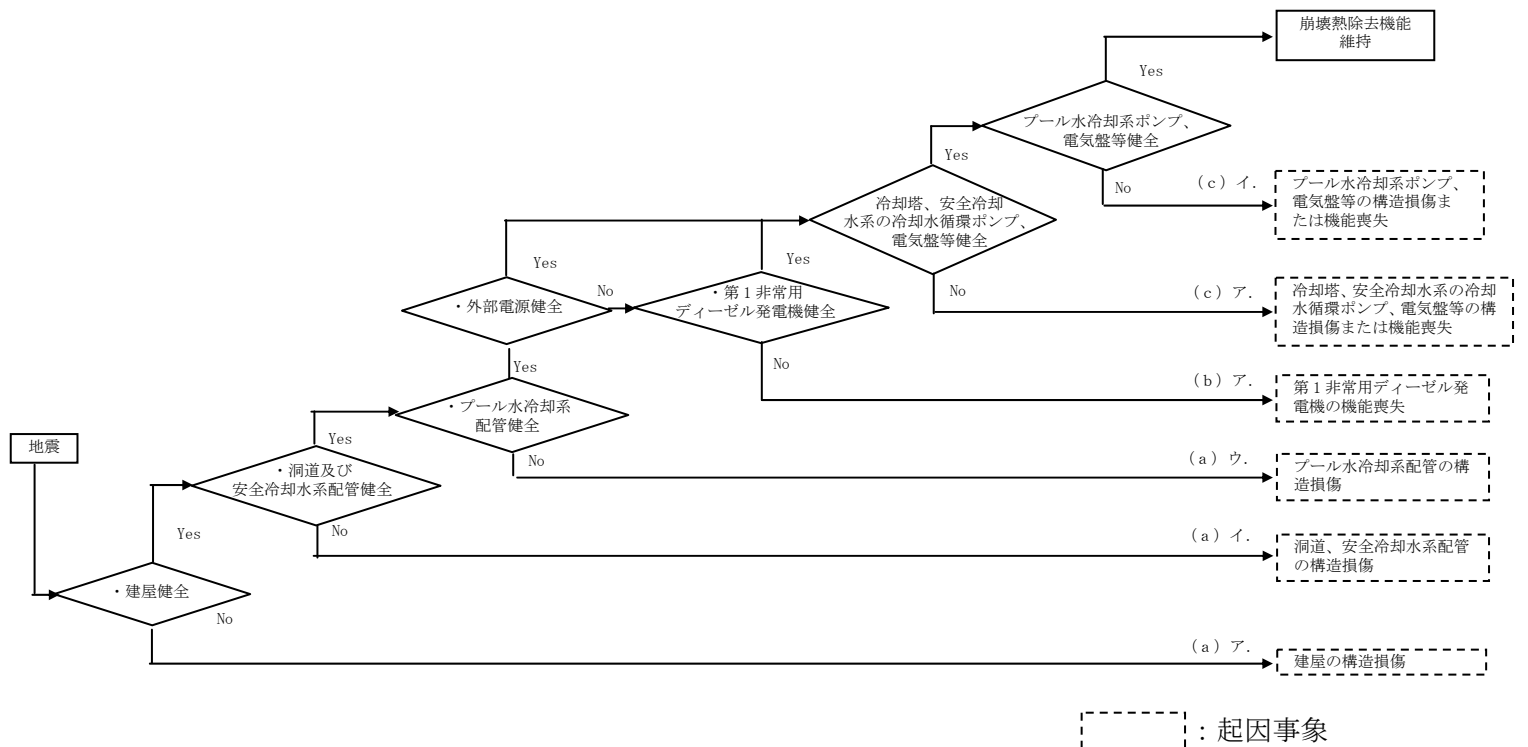 崩壊熱除去機能
維持
Yes
プール水冷却系ポンプ、
電気盤等健全
Yes
No
(c)イ.
プール水冷却系ポンプ、
電気盤等の構造損傷ま
たは機能喪失
冷却塔、安全冷却
水系の冷却水循環ポンプ、
電気盤等健全
Yes
Yes
No
(c)ア.
冷却塔、安全冷却水系の冷却
水循環ポンプ、電気盤等の構
造損傷または機能喪失
・外部電源健全
No
・第1非常用
ディーゼル発電機健全
Yes
No
(b)ア.
第1非常用ディーゼル発
電機の機能喪失
・プール水冷却系
配管健全
地震
Yes
No
(a)ウ.
プール水冷却系配管の構
造損傷
・洞道及び
安全冷却水系配管健全
Yes
No
(a)イ.
洞道、安全冷却水系配管
の構造損傷
・建屋健全
No
(a)ア.
建屋の構造損傷
:起因事象